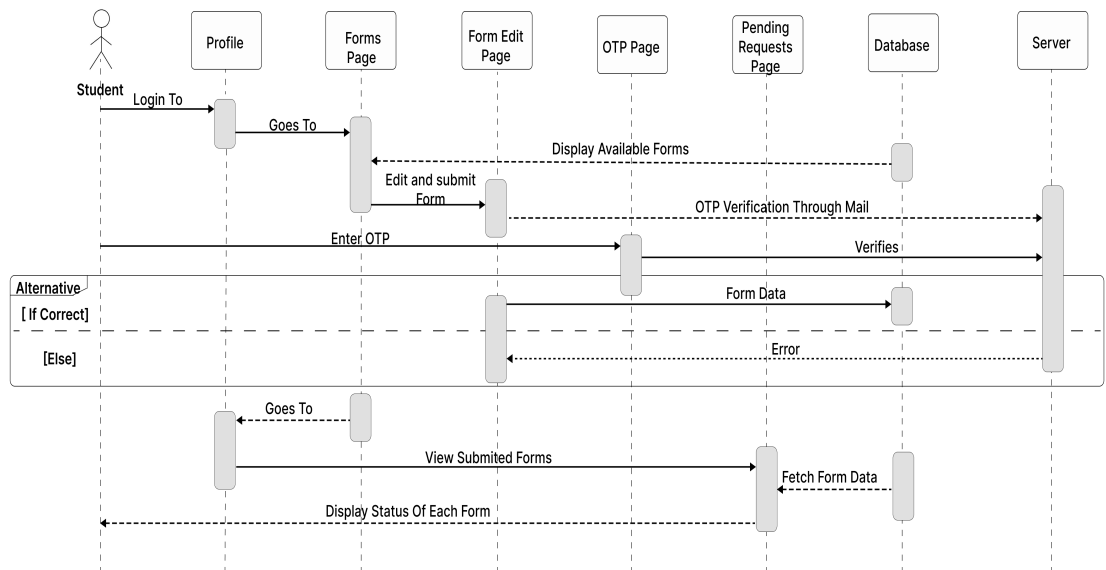 Profile
Forms
Page
Form Edit
Page
OTP Page
Pending
Requests
Page
Database
Server
Student
Login To
Goes To
Display Available Forms
Edit and submit
Form
OTP Verification Through Mail
Enter OTP
Verifies
Alternative
[ If Correct]
Form Data
[Else]
Error
Goes To
View Submited Forms
Fetch Form Data
Display Status Of Each Form